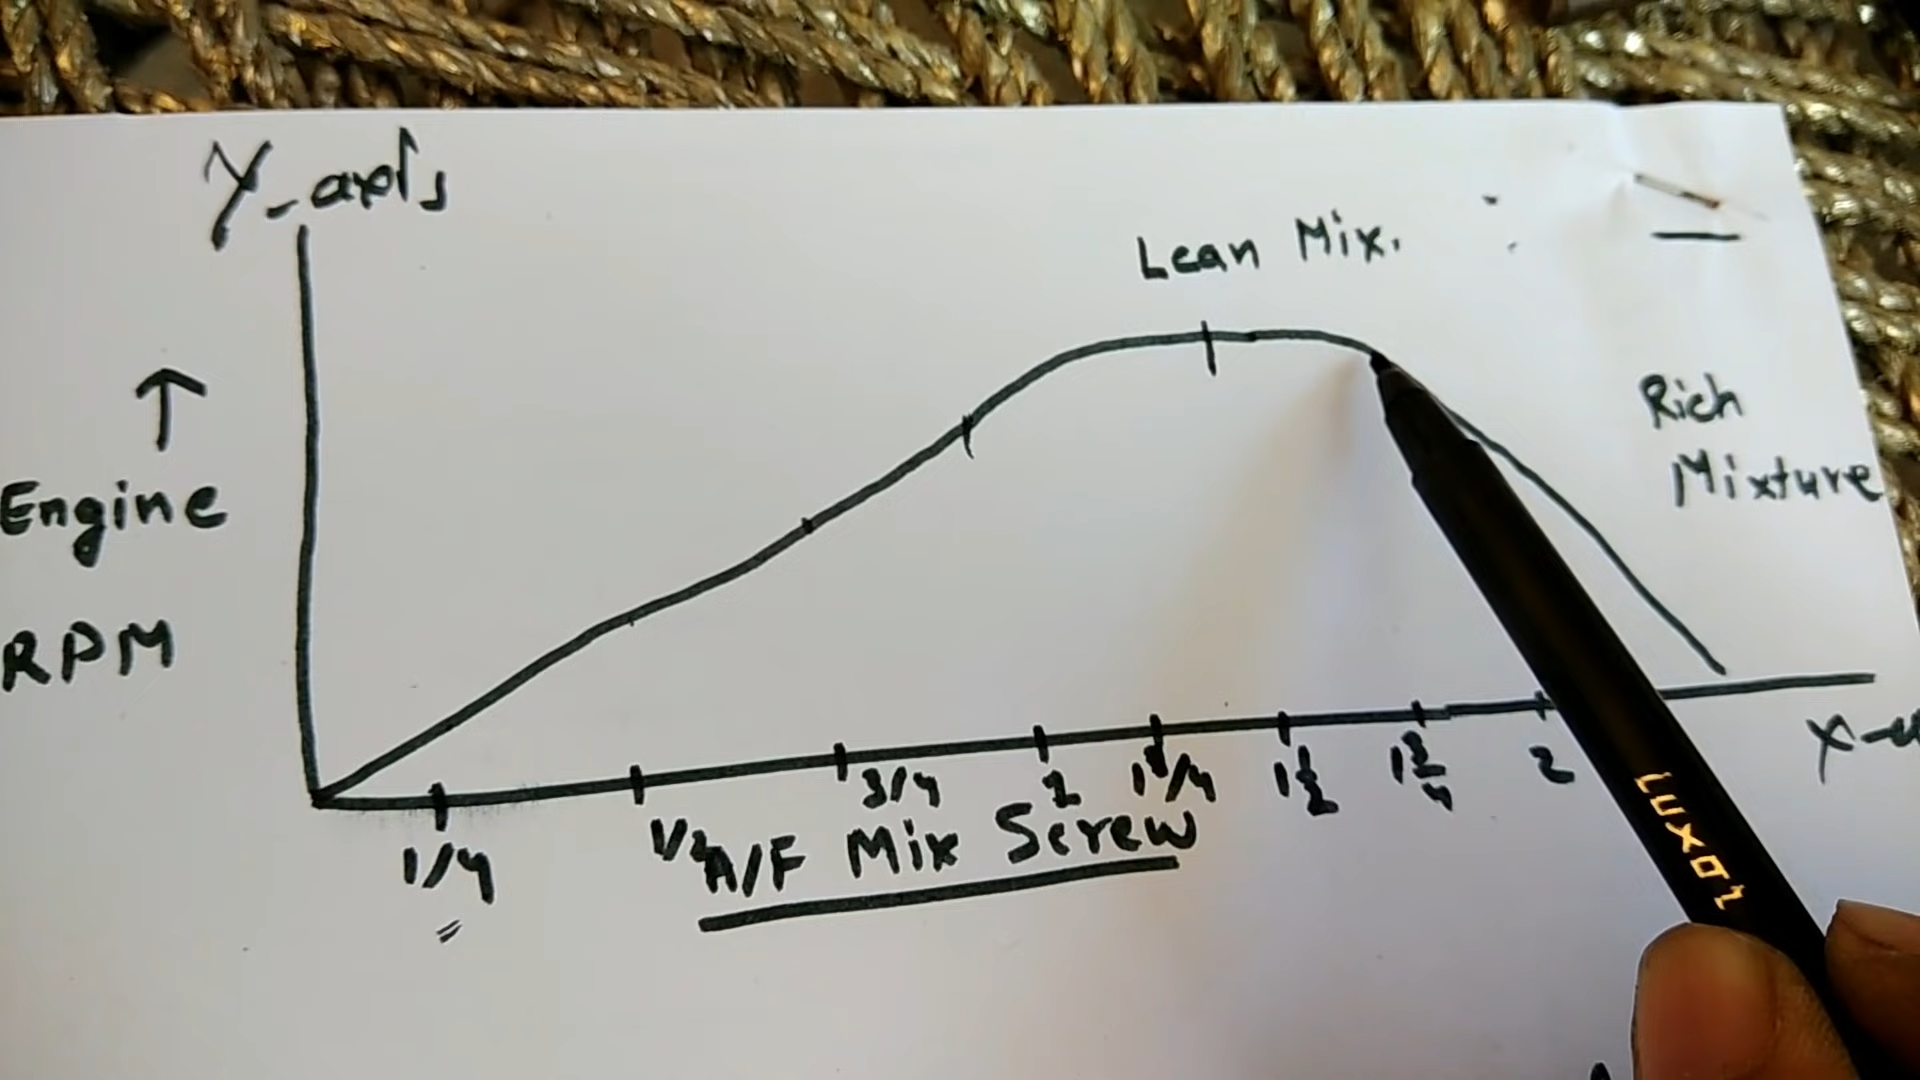 Y-axis
Lean Mix.
Rich
Mixture
↑
Engine
RPM
1/4
1/2
3/4
1
1 1/4
1 1/2
1 3/4
2
A/F Mix Screw
LUXOR